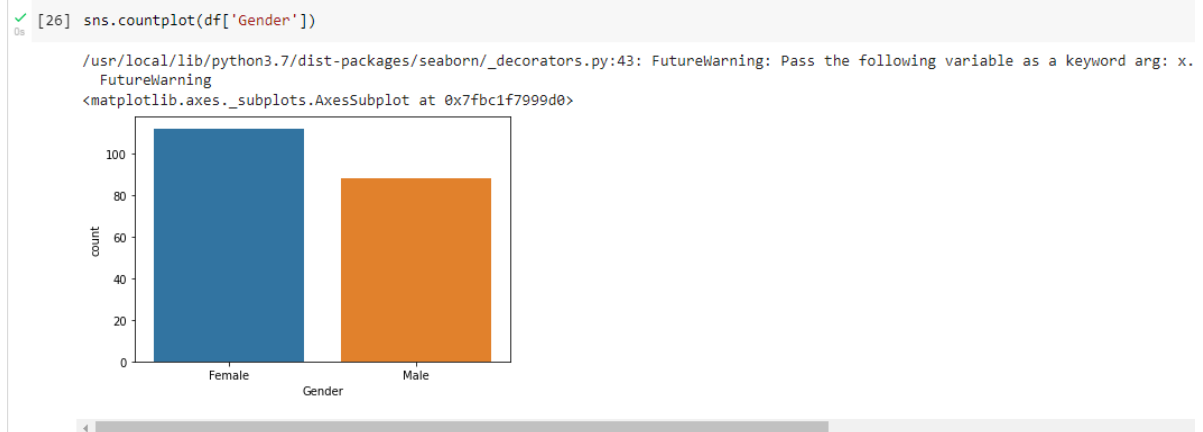 [26] sns.countplot(df['Gender'])
0s
/usr/local/lib/python3.7/dist-packages/seaborn/_decorators.py:43: FutureWarning: Pass the following variable as a keyword arg: x.
FutureWarning
<matplotlib.axes._subplots.AxesSubplot at 0x7fbc1f7999d0>
100
80
60
40
20
0
count
Female Male
Gender